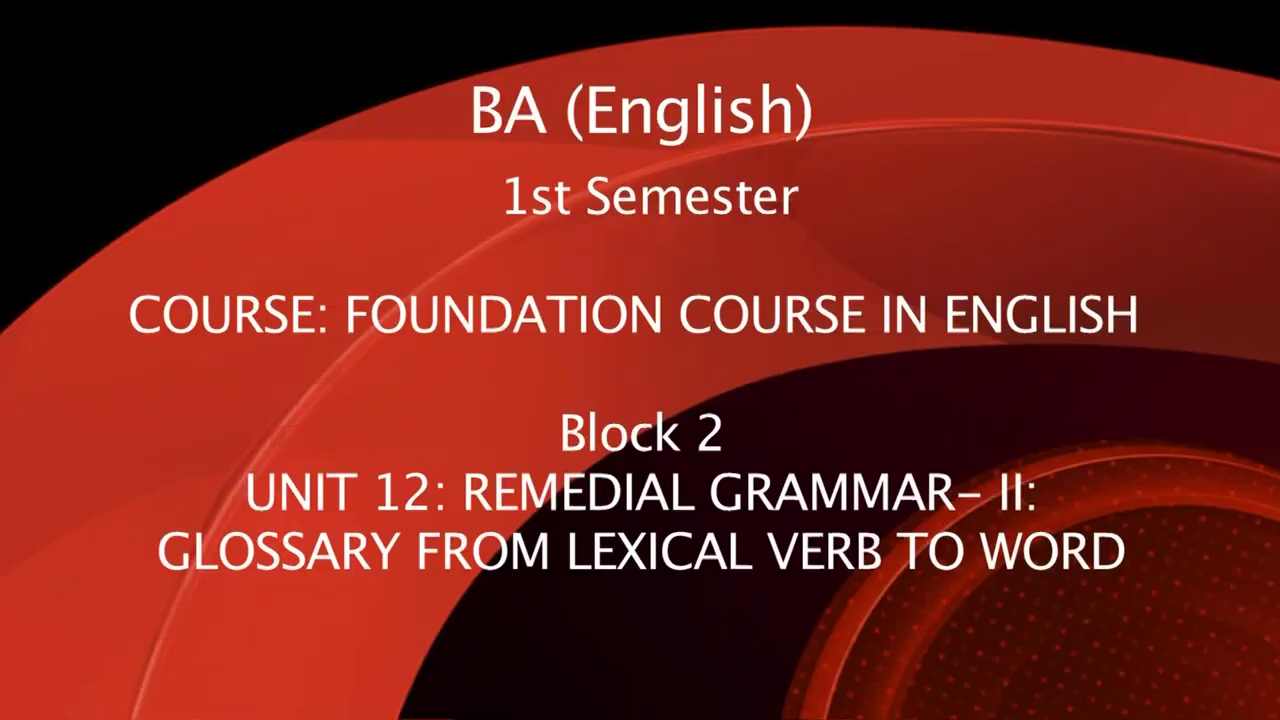 BA (English)
1st Semester
COURSE: FOUNDATION COURSE IN ENGLISH
Block 2
UNIT 12: REMEDIAL GRAMMAR– II:
GLOSSARY FROM LEXICAL VERB TO WORD